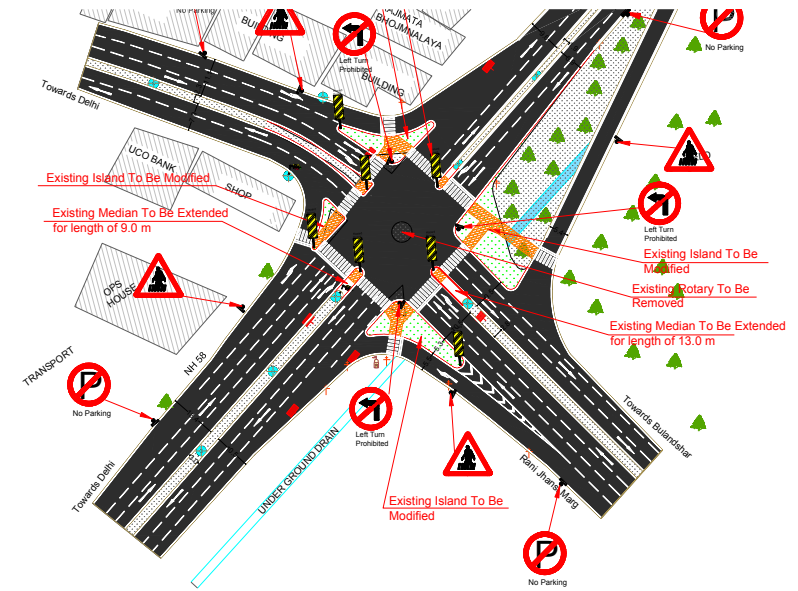 No Parking
BUILDING
AJMATA
BHOJMNALAYA
Left Turn
Prohibited
BUILDING
No Parking
Towards Delhi
UCO BANK
SHOP
Existing Island To Be Modified
Existing Median To Be Extended
for length of 9.0 m
Left Turn
Prohibited
Existing Island To Be
Modified
Existing Rotary To Be
Removed
Existing Median To Be Extended
for length of 13.0 m
OPS
HOUSE
TRANSPORT
NH 58
No Parking
Left Turn
Prohibited
Towards Bulandshar
Towards Delhi
UNDER GROUND DRAIN
Rani Jhansi Marg
Existing Island To Be
Modified
No Parking